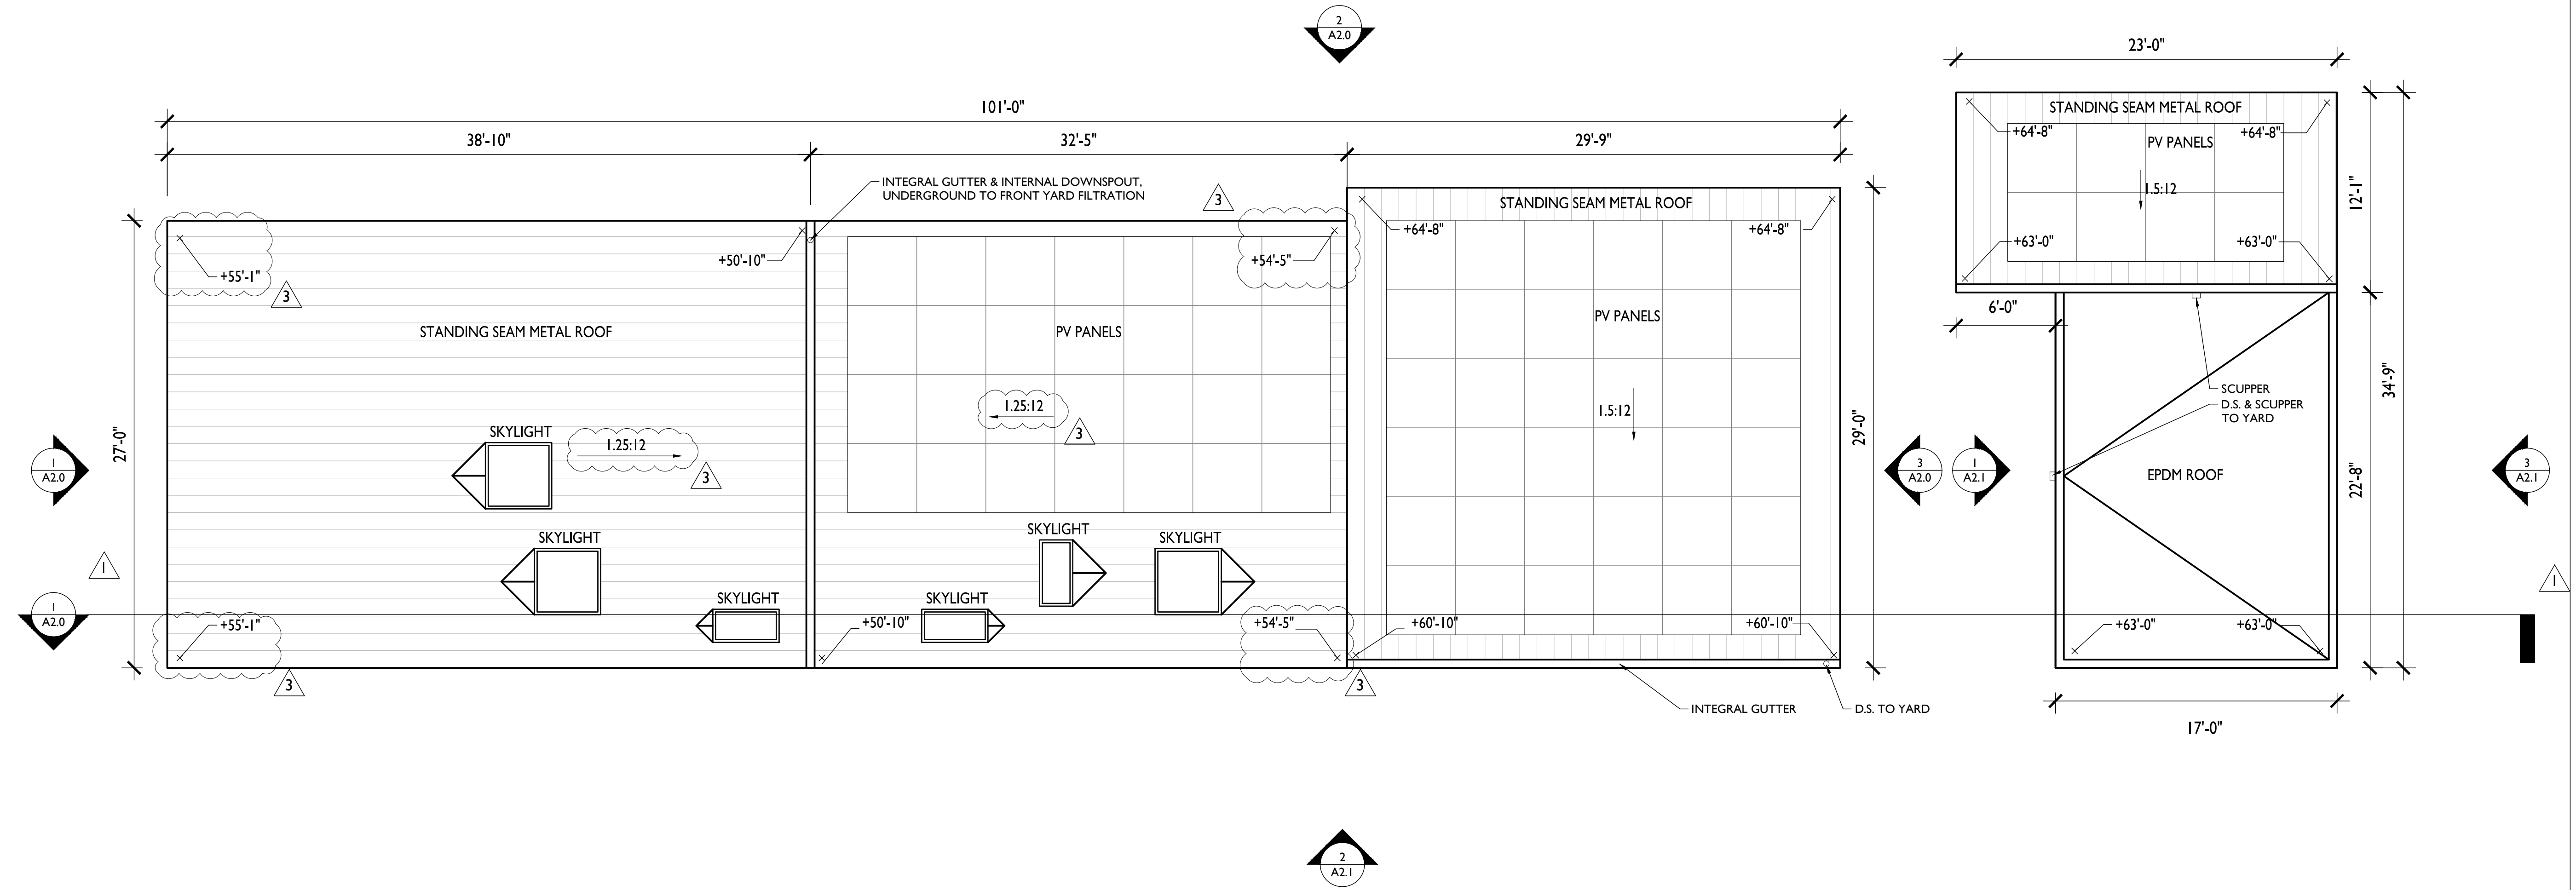 2
A2.0
23'-0"
101'-0"
38'-10"
32'-5"
29'-9"
INTEGRAL GUTTER & INTERNAL DOWNSPOUT,
UNDERGROUND TO FRONT YARD FILTRATION
3
STANDING SEAM METAL ROOF
+64'-8"
+64'-8"
PV PANELS
1.5:12
+63'-0"
+63'-0"
12'-1"
34'-9"
6'-0"
STANDING SEAM METAL ROOF
+64'-8"
+64'-8"
+55'-1"
3
+50'-10"
+54'-5"
STANDING SEAM METAL ROOF
PV PANELS
PV PANELS
1.25:12
3
1.5:12
29'-0"
27'-0"
SKYLIGHT
1.25:12
3
SCUPPER
D.S. & SCUPPER
TO YARD
EPDM ROOF
22'-8"
1
A2.0
3
A2.0
1
A2.1
3
A2.1
SKYLIGHT
SKYLIGHT
SKYLIGHT
1
1
SKYLIGHT
SKYLIGHT
1
A2.0
+55'-1"
3
+50'-10"
+54'-5"
3
+60'-10"
+60'-10"
+63'-0"
+63'-0"
INTEGRAL GUTTER
D.S. TO YARD
17'-0"
2
A2.1